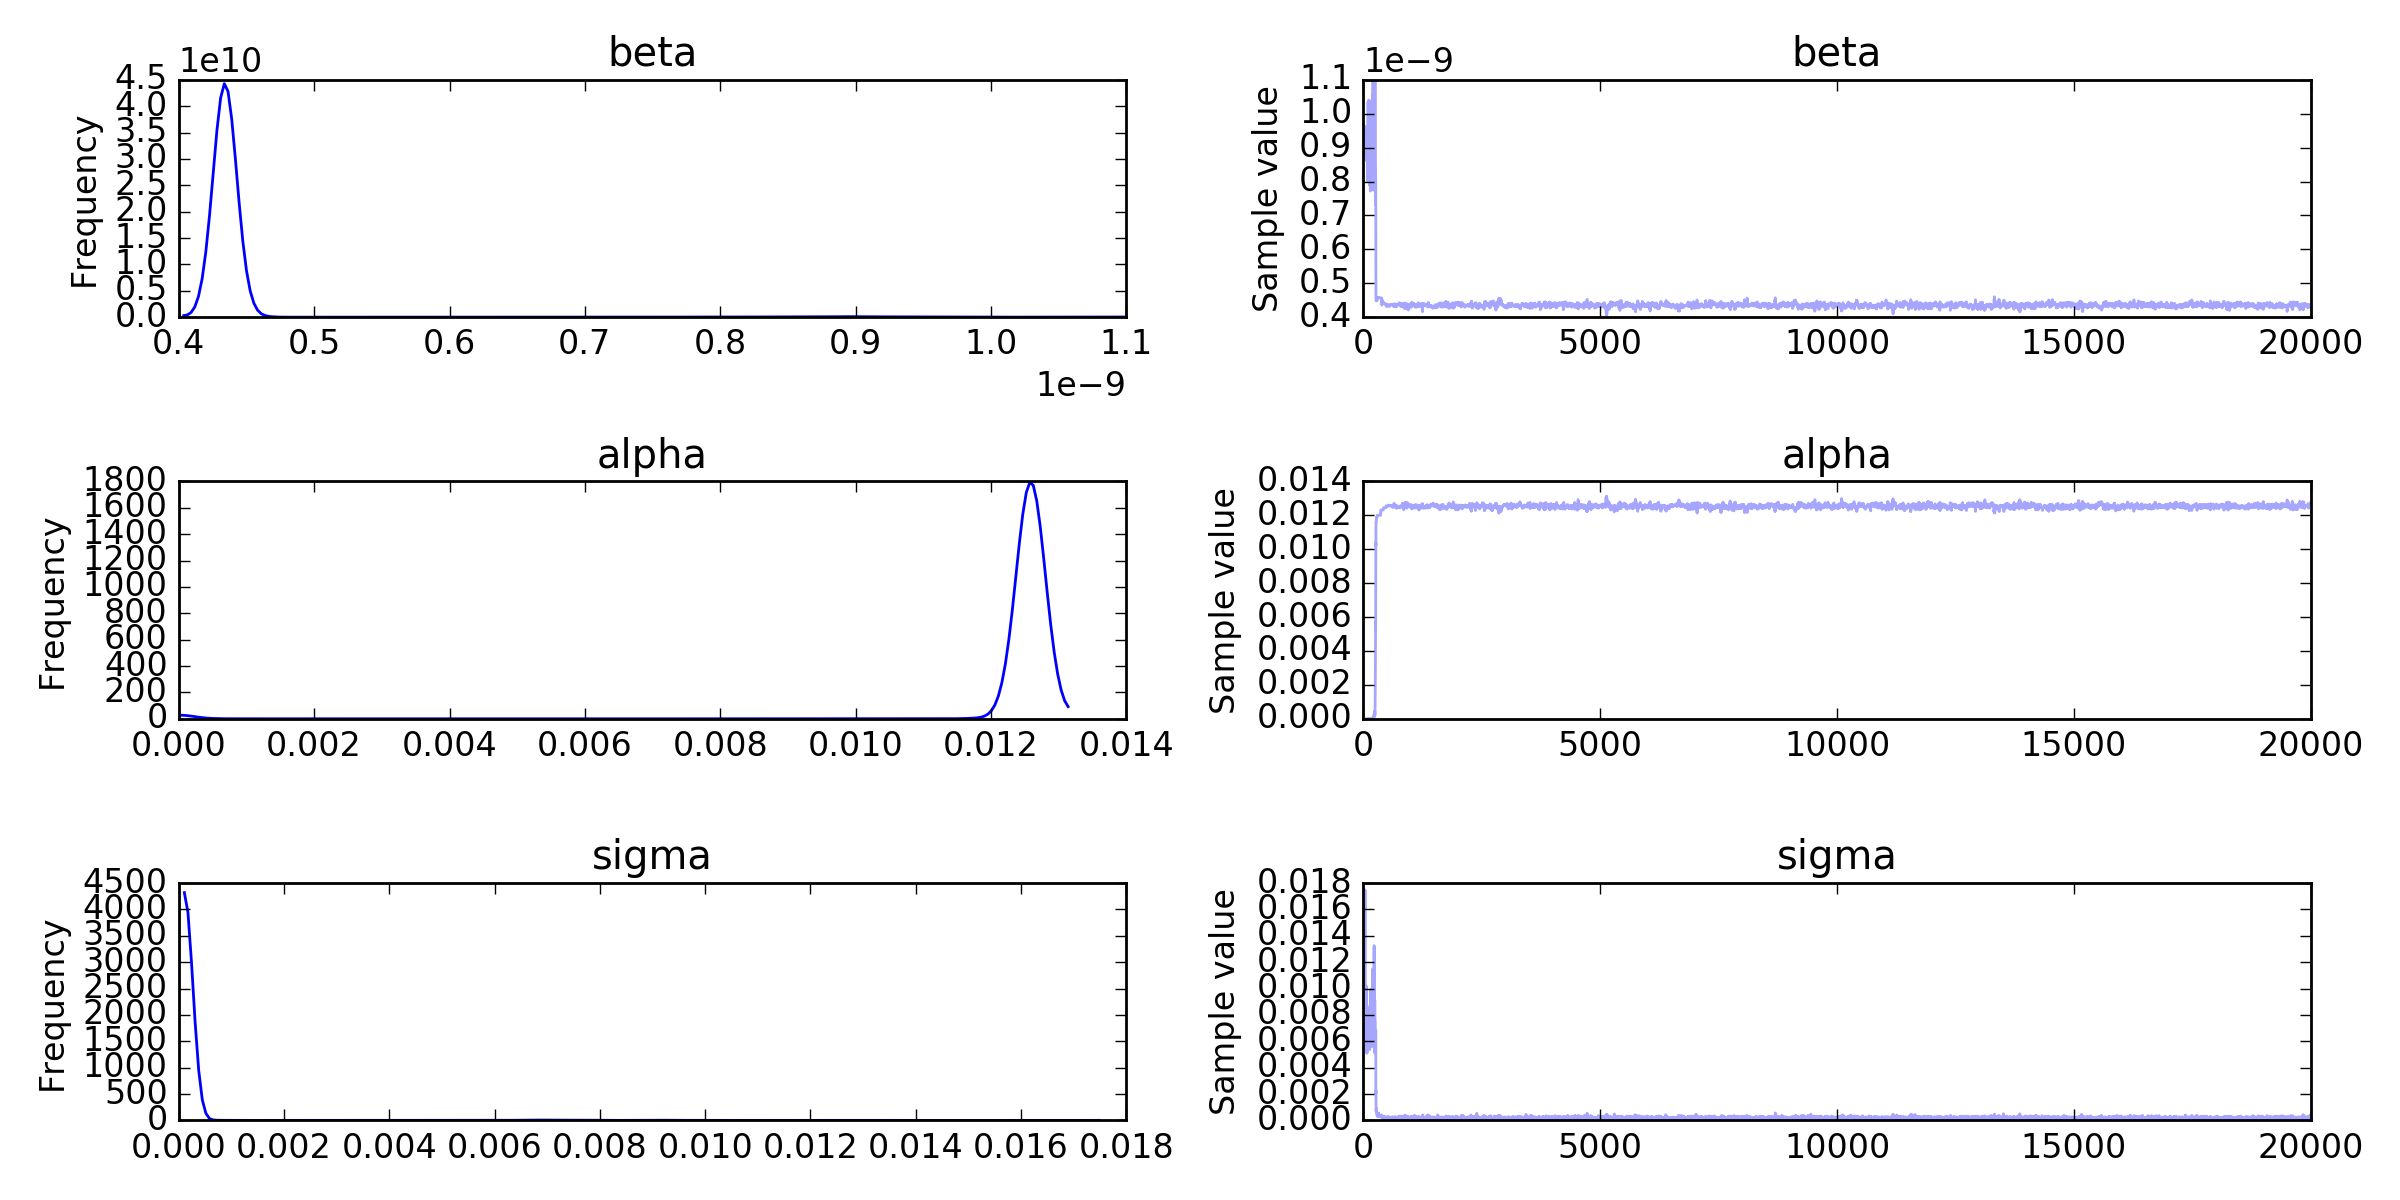 beta
1e10
4.5
4.0
3.5
3.0
2.5
2.0
1.5
1.0
0.5
0.0
Frequency
0.4 0.5 0.6 0.7 0.8 0.9 1.0 1.1
1e−9
beta
1e−9
1.1
1.0
0.9
0.8
0.7
0.6
0.5
0.4
Sample value
0 5000 10000 15000 20000
alpha
1800
1600
1400
1200
1000
800
600
400
200
0
Frequency
0.000 0.002 0.004 0.006 0.008 0.010 0.012 0.014
alpha
0.014
0.012
0.010
0.008
0.006
0.004
0.002
0.000
Sample value
0 5000 10000 15000 20000
sigma
4500
4000
3500
3000
2500
2000
1500
1000
500
0
Frequency
0.000 0.002 0.004 0.006 0.008 0.010 0.012 0.014 0.016 0.018
sigma
0.018
0.016
0.014
0.012
0.010
0.008
0.006
0.004
0.002
0.000
Sample value
0 5000 10000 15000 20000